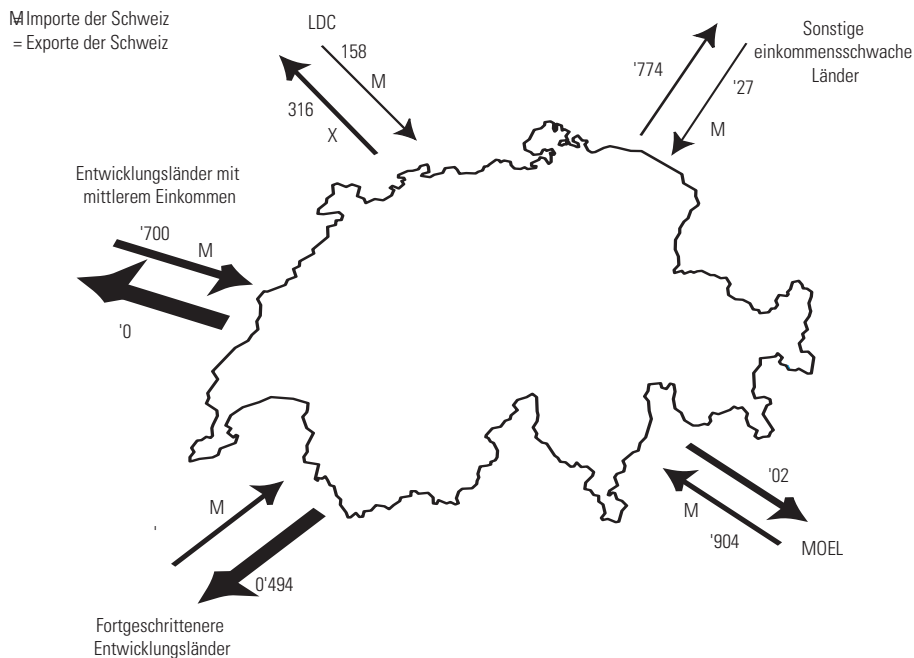 M= Importe der Schweiz
= Exporte der Schweiz
LDC
158
M
316
X
Sonstige
einkommensschwache
Länder
'774
'27
M
Entwicklungsländer mit
mittlerem Einkommen
'700
M
'0
M
'
0'494
Fortgeschrittenere
Entwicklungsländer
'02
M
'904
MOEL